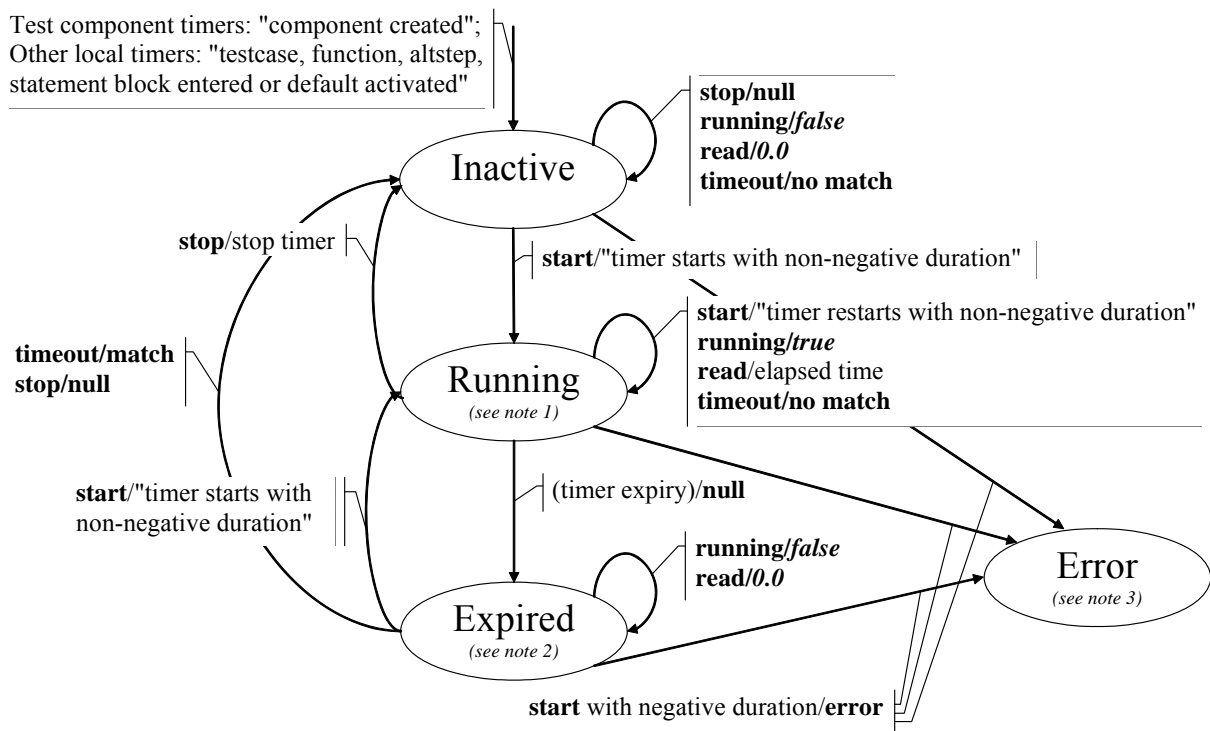 Test component timers: "component created";
Other local timers: "testcase, function, altstep,
statement block entered or default activated"
stop/null
running/false
read/0.0
timeout/no match
Inactive
stop/stop timer
start/"timer starts with non-negative duration"
start/"timer restarts with non-negative duration"
running/true
read/elapsed time
timeout/no match
timeout/match
stop/null
Running
(see note 1)
start/"timer starts with
non-negative duration"
(timer expiry)/null
running/false
read/0.0
Error
(see note 3)
Expired
(see note 2)
start with negative duration/error